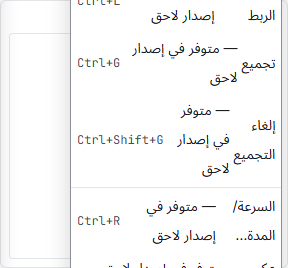 الربط إصدار لاحق
تجميع — متوفر في إصدار لاحق Ctrl+G
إلغاء التجميع — متوفر في إصدار لاحق Ctrl+Shift+G
السرعة/المدة... — متوفر في إصدار لاحق Ctrl+R